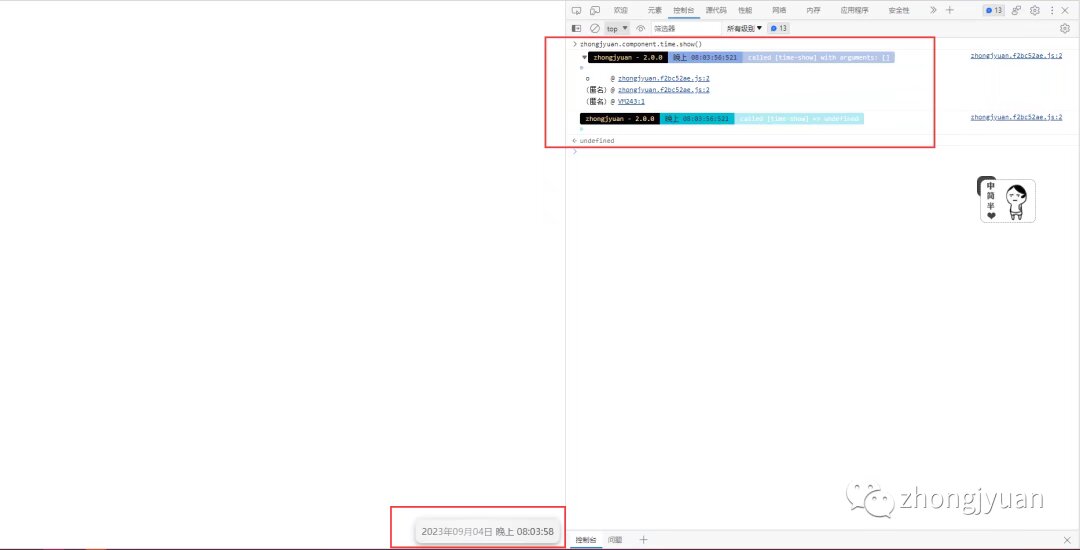 欢迎 元素 控制台 源代码 性能 网络 内存 应用程序 安全性 13
top 筛选器 所有级别 13
zhongjyuan.component.time.show()
zhongjyuan - 2.0.0 晚上 08:03:56:521 called [time-show] with arguments: [] zhongjyuan.f2bc52ae.js:2
o @ zhongjyuan.f2bc52ae.js:2
(匿名) @ zhongjyuan.f2bc52ae.js:2
(匿名) @ VM243:1
zhongjyuan - 2.0.0 晚上 08:03:56:521 called [time-show] => undefined zhongjyuan.f2bc52ae.js:2
undefined
中
简
半
zhongjyuan
2023年09月04日 晚上 08:03:58
控制台 问题